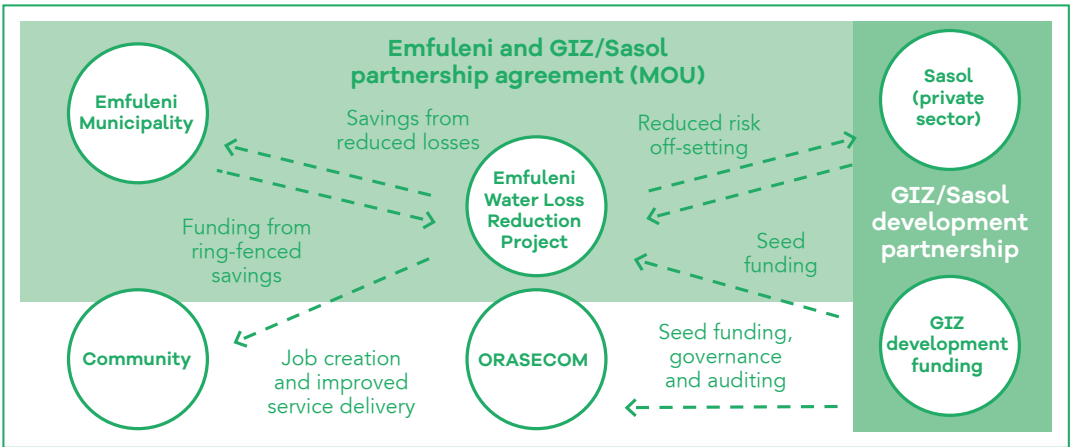 Emfuleni and GIZ/Sasol
partnership agreement (MOU)
Emfuleni
Municipality
Savings from
reduced losses
Reduced risk
off-setting
Sasol
(private
sector)
Emfuleni
Water Loss
Reduction
Project
GIZ/Sasol
development
partnership
Funding from
ring-fenced
savings
Seed
funding
Community
Job creation
and improved
service delivery
ORASECOM
Seed funding,
governance
and auditing
GIZ
development
funding